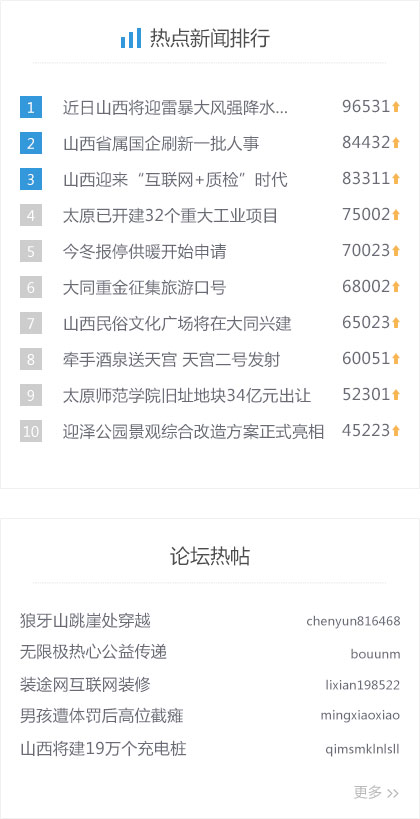 热点新闻排行
1 近日山西将迎雷暴大风强降水... 96531
2 山西省属国企刷新一批人事 84432
3 山西迎来“互联网+质检”时代 83311
4 太原已开建32个重大工业项目 75002
5 今冬报停供暖开始申请 70023
6 大同重金征集旅游口号 68002
7 山西民俗文化广场将在大同兴建 65023
8 牵手酒泉送天宫 天宫二号发射 60051
9 太原师范学院旧址地块34亿元出让 52301
10 迎泽公园景观综合改造方案正式亮相 45223
论坛热帖
狼牙山跳崖处穿越 chenyun816468
无限极热心公益传递 bouunm
装途网互联网装修 lixian198522
男孩遭体罚后高位截瘫 mingxiaoxiao
山西将建19万个充电桩 qimsmklnlsll
更多 >>